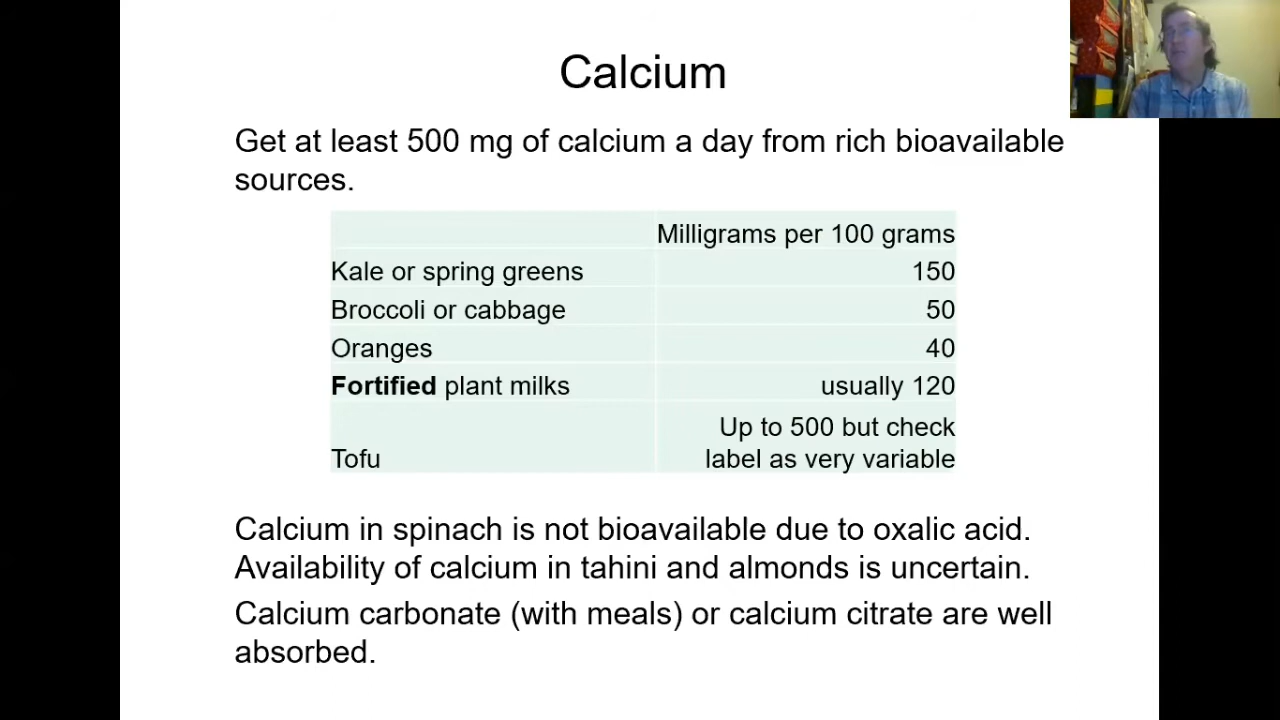 Calcium
Get at least 500 mg of calcium a day from rich bioavailable
sources.
Milligrams per 100 grams
Kale or spring greens 150
Broccoli or cabbage 50
Oranges 40
Fortified plant milks usually 120
Up to 500 but check
Tofu label as very variable
Calcium in spinach is not bioavailable due to oxalic acid.
Availability of calcium in tahini and almonds is uncertain.
Calcium carbonate (with meals) or calcium citrate are well
absorbed.